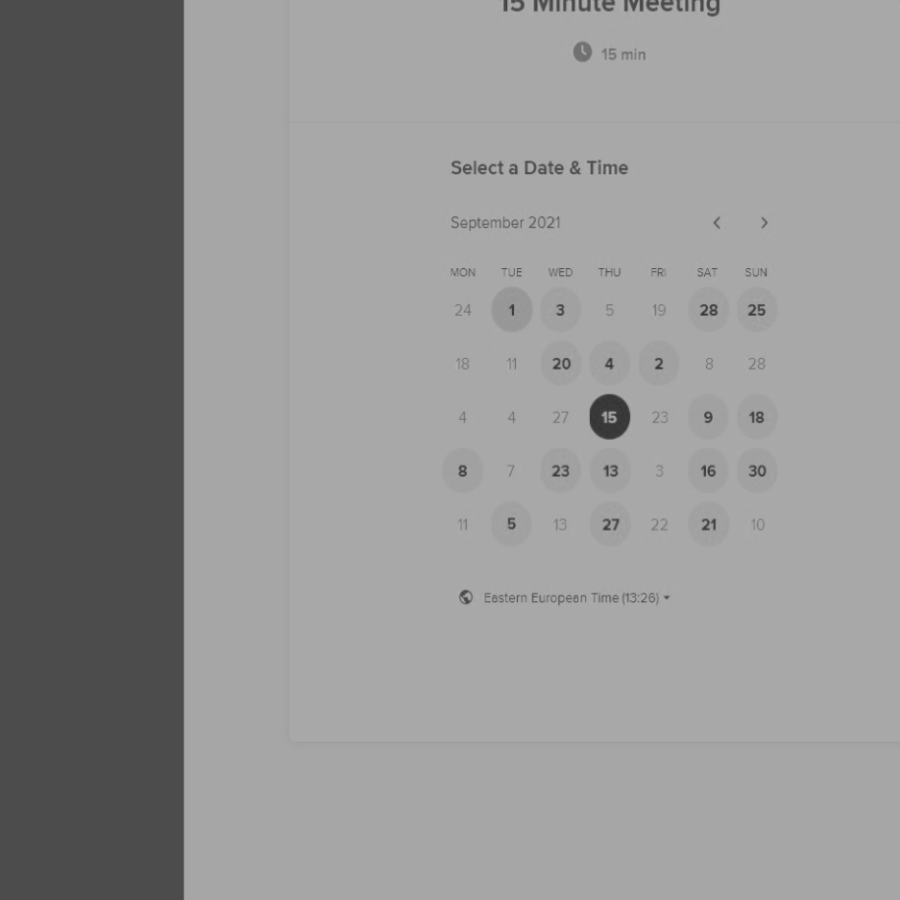 15 Minute Meeting
15 min
Select a Date & Time
September 2021
MON TUE WED THU FRI SAT SUN
24 1 3 5 19 28 25
18 11 20 4 2 8 28
4 4 27 15 23 9 18
8 7 23 13 3 16 30
11 5 13 27 22 21 10
Eastern European Time (13:26)